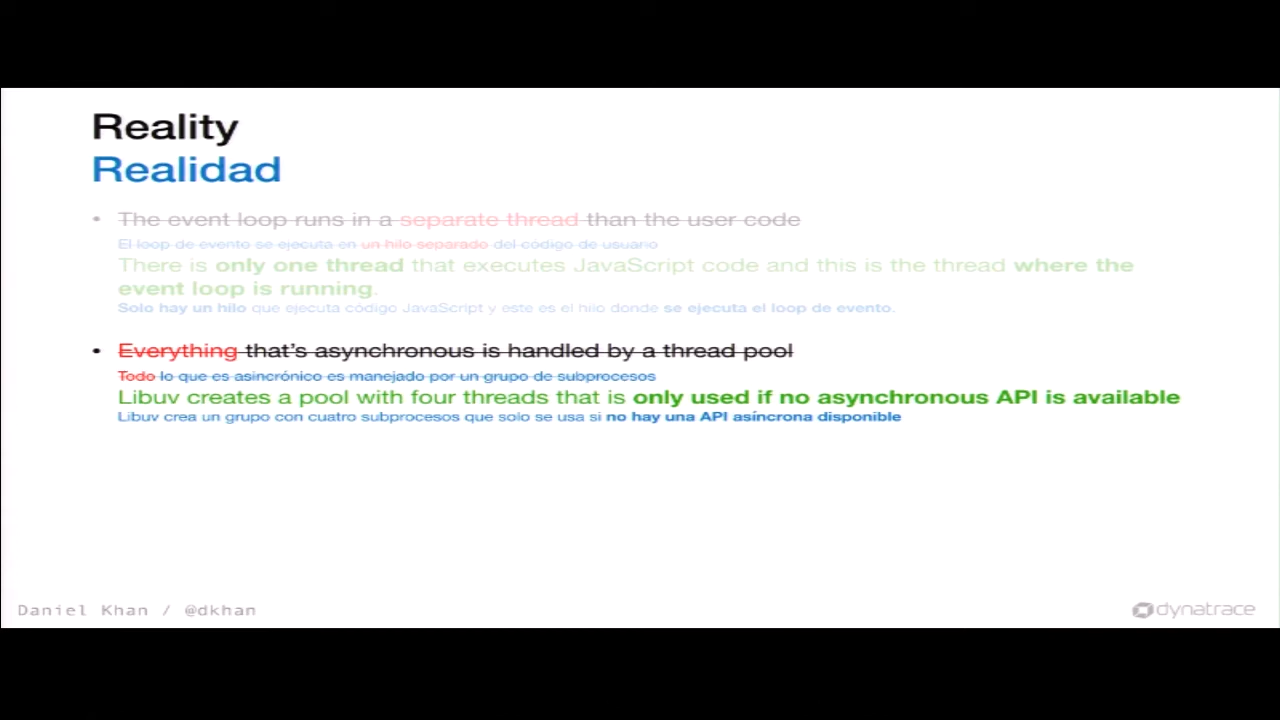 Reality
Realidad
• The event loop runs in a separate thread than the user code
El loop de evento se ejecuta en un hilo separado del código de usuario
There is only one thread that executes JavaScript code and this is the thread where the
event loop is running.
Solo hay un hilo que ejecuta código JavaScript y este es el hilo donde se ejecuta el loop de evento.
• Everything that's asynchronous is handled by a thread pool
Todo lo que es asincrónico es manejado por un grupo de subprocesos
Libuv creates a pool with four threads that is only used if no asynchronous API is available
Libuv crea un grupo con cuatro subprocesos que solo se usa si no hay una API asíncrona disponible
Daniel Khan / @dkhan
dynatrace